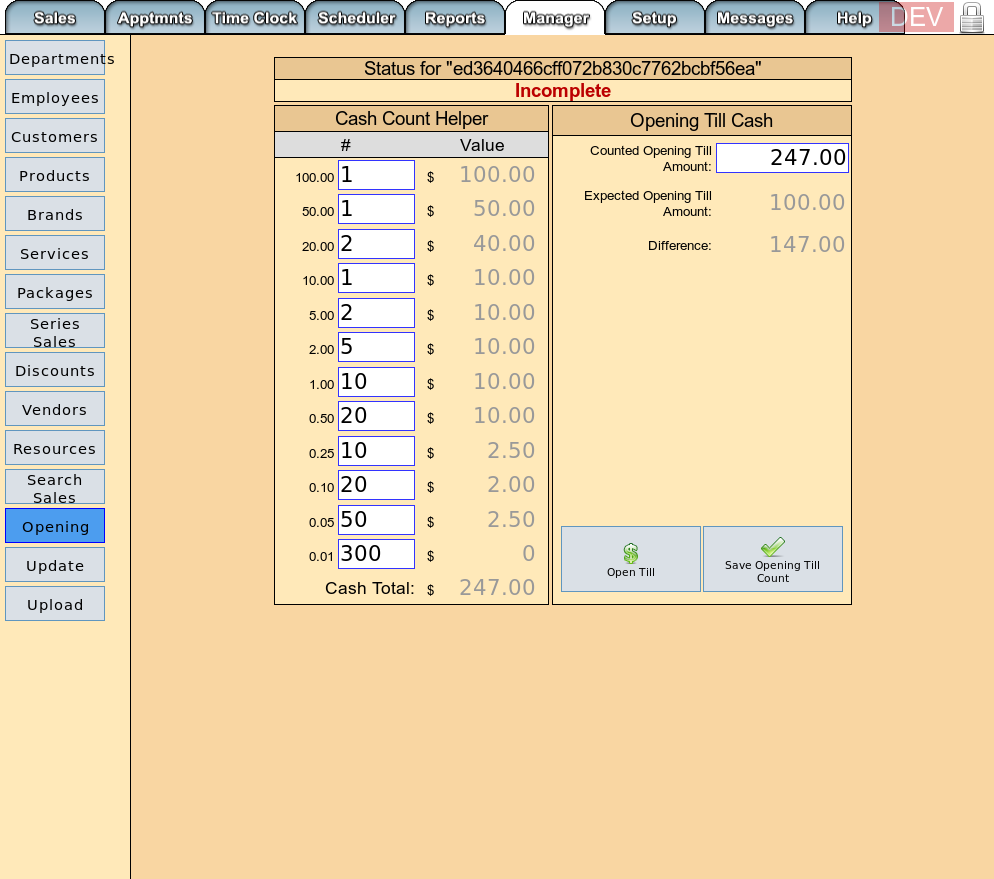 Sales Apptmnts Time Clock Scheduler Reports Manager Setup Messages Help DEV
Departments
Employees
Customers
Products
Brands
Services
Packages
Series
Sales
Discounts
Vendors
Resources
Search
Sales
Opening
Update
Upload
Status for "ed3640466cff072b830c7762bcbf56ea"
Incomplete
Cash Count Helper
# Value
100.00 1 $ 100.00
50.00 1 $ 50.00
20.00 2 $ 40.00
10.00 1 $ 10.00
5.00 2 $ 10.00
2.00 5 $ 10.00
1.00 10 $ 10.00
0.50 20 $ 10.00
0.25 10 $ 2.50
0.10 20 $ 2.00
0.05 50 $ 2.50
0.01 300 $ 0
Cash Total: $ 247.00
Opening Till Cash
Counted Opening Till
Amount: 247.00
Expected Opening Till
Amount: 100.00
Difference: 147.00
Open Till
Save Opening Till
Count